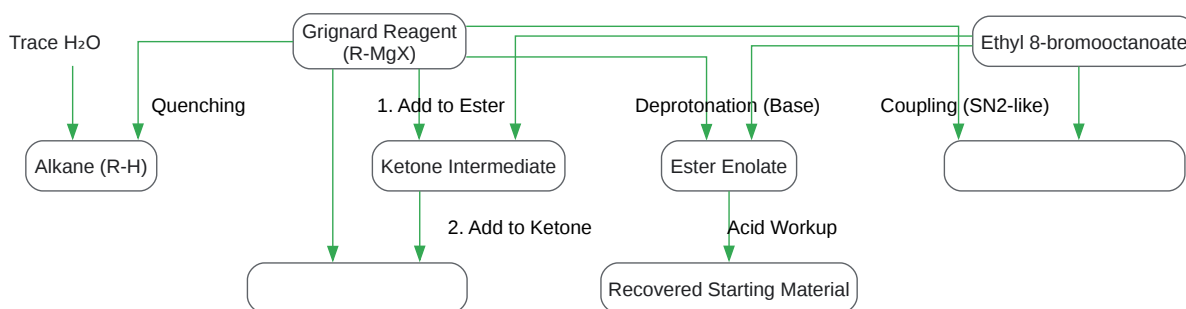 Trace H₂O
Grignard Reagent
(R-MgX)
Ethyl 8-bromooctanoate
Quenching
1. Add to Ester
Deprotonation (Base)
Coupling (SN2-like)
Alkane (R-H)
Ketone Intermediate
Ester Enolate
2. Add to Ketone
Acid Workup
Recovered Starting Material